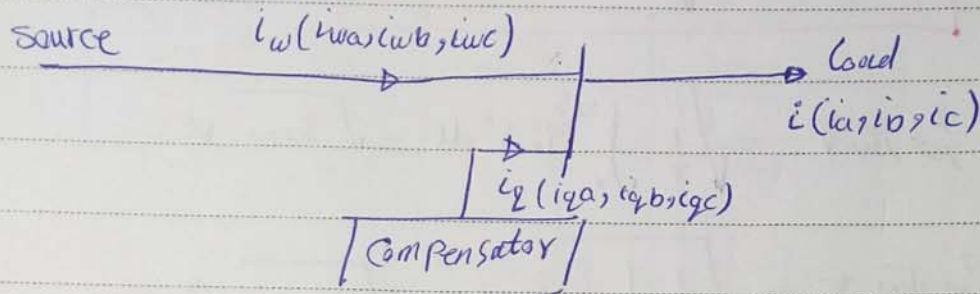 source
iw(iwa,iwb,iwc)
Load
i(ia,ib,ic)
iq(iqa,iqb,iqc)
Compensator